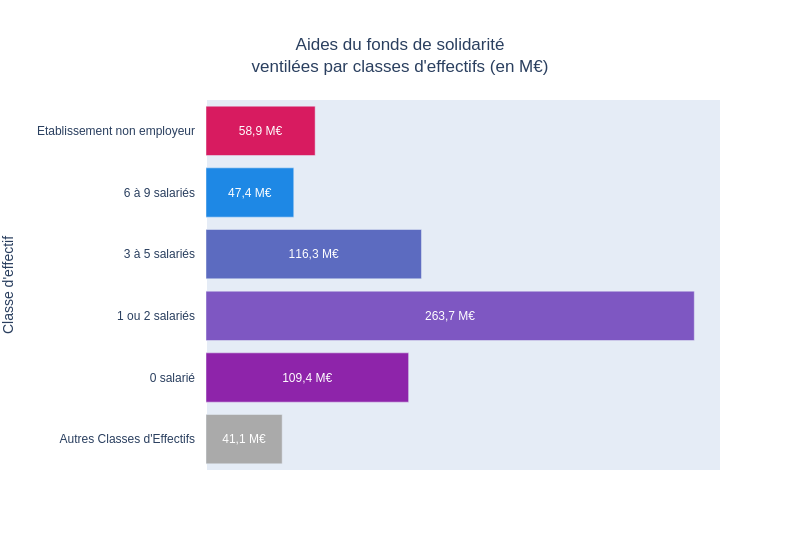 Aides du fonds de solidarité
ventilées par classes d'effectifs (en M€)
Classe d'effectif
Etablissement non employeur
58,9 M€
6 à 9 salariés
47,4 M€
3 à 5 salariés
116,3 M€
1 ou 2 salariés
263,7 M€
0 salarié
109,4 M€
Autres Classes d'Effectifs
41,1 M€